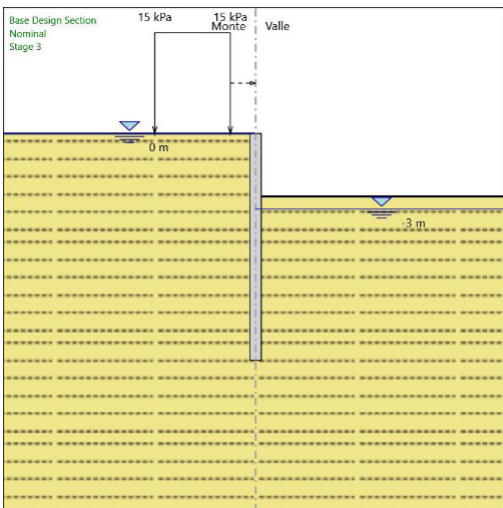 Base Design Section
Nominal
Stage 3
15 kPa
15 kPa
Monte
Valle
0 m
-3 m